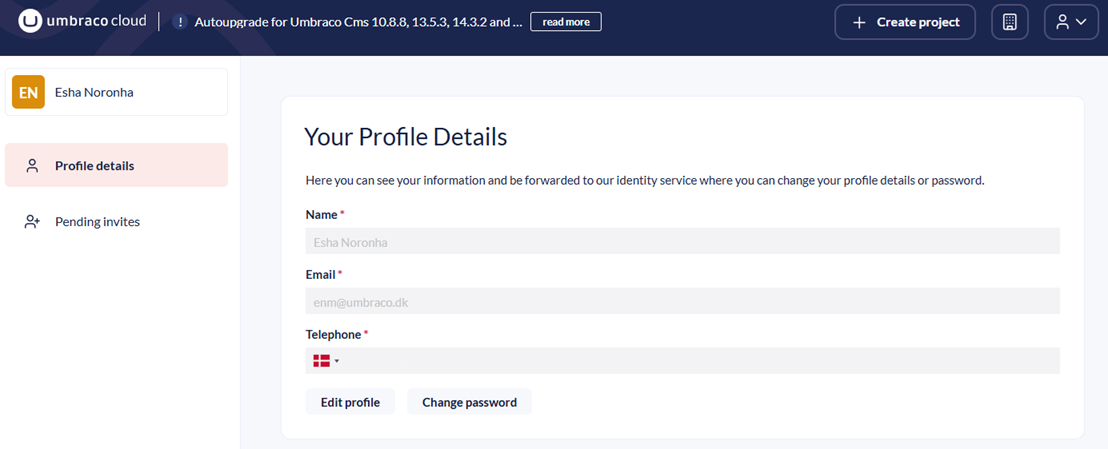 umbraco cloud
! Autoupgrade for Umbraco Cms 10.8.8, 13.5.3, 14.3.2 and ... read more
+ Create project
EN Esha Noronha
Profile details
Pending invites
Your Profile Details
Here you can see your information and be forwarded to our identity service where you can change your profile details or password.
Name *
Esha Noronha
Email *
enm@umbraco.dk
Telephone *
Edit profile Change password